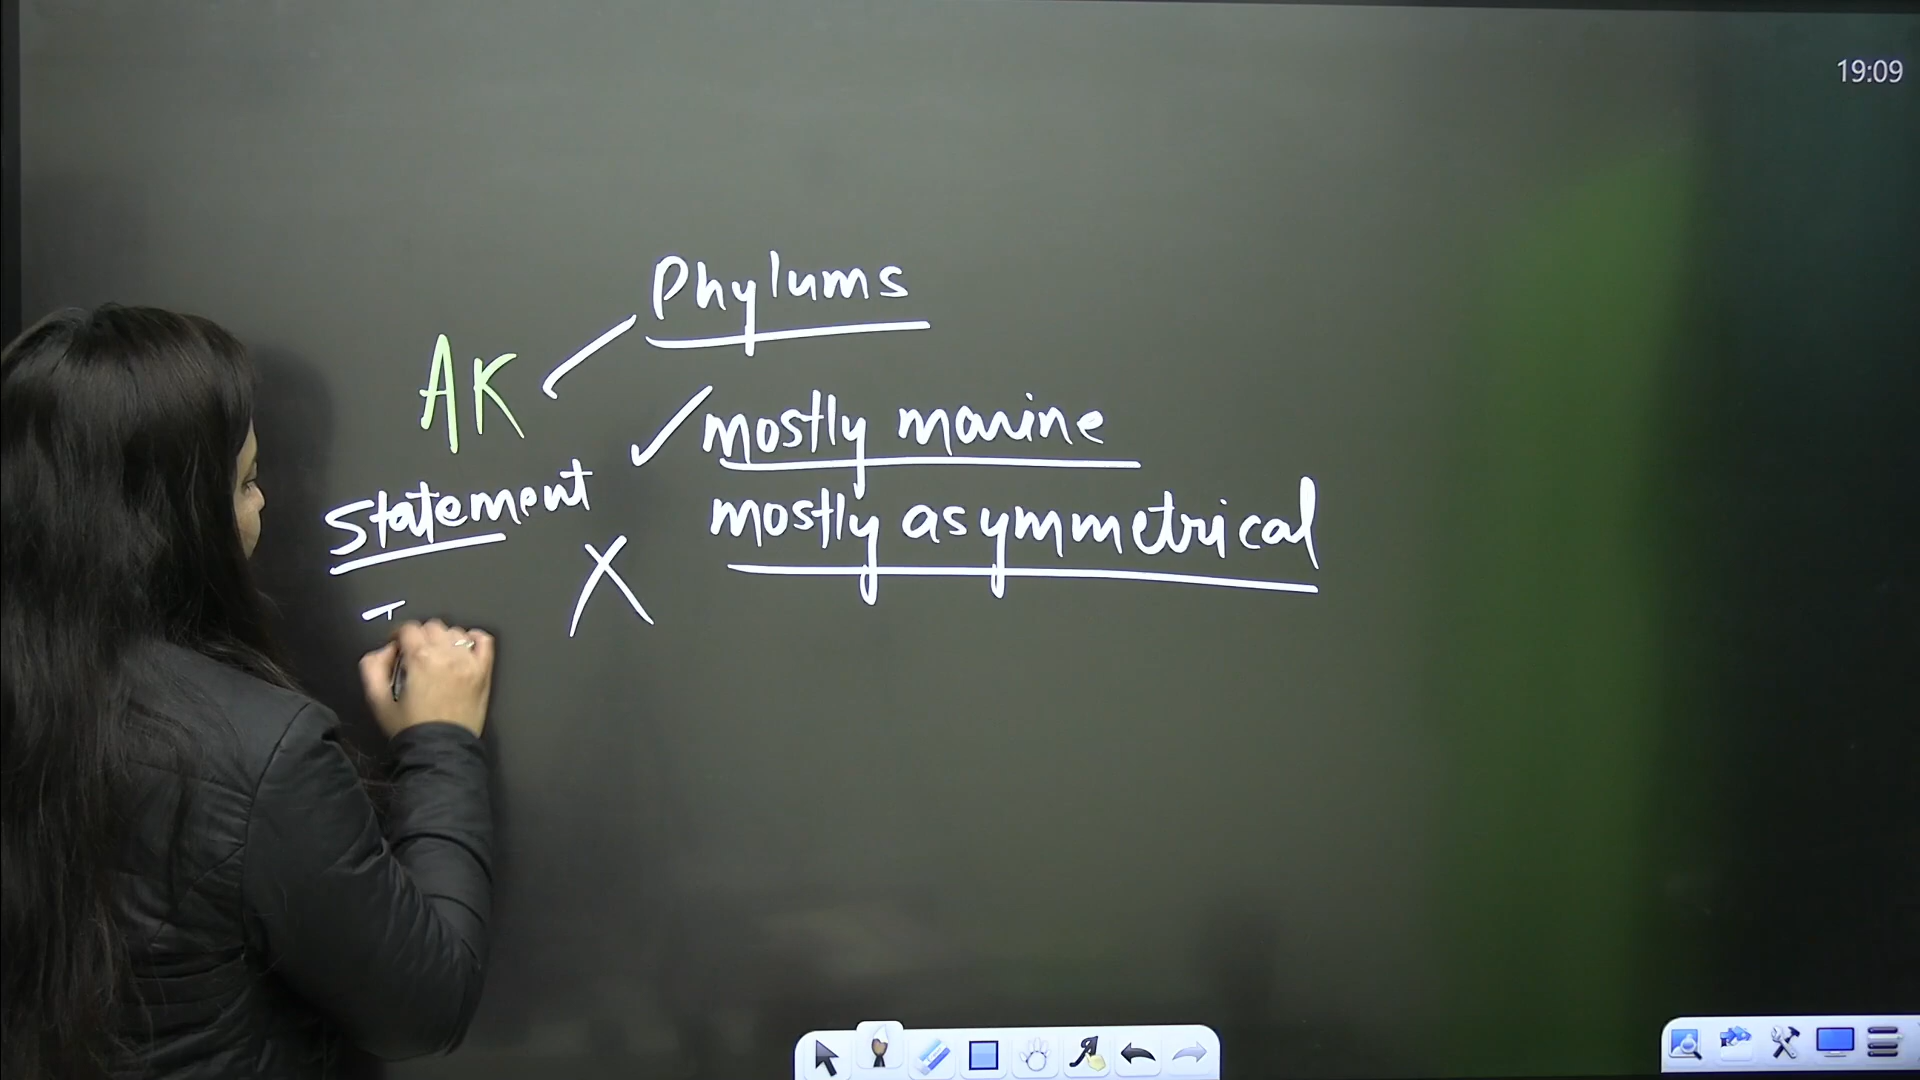 19:09
Phylums
AK
mostly marine
Statement
mostly asymmetrical
X